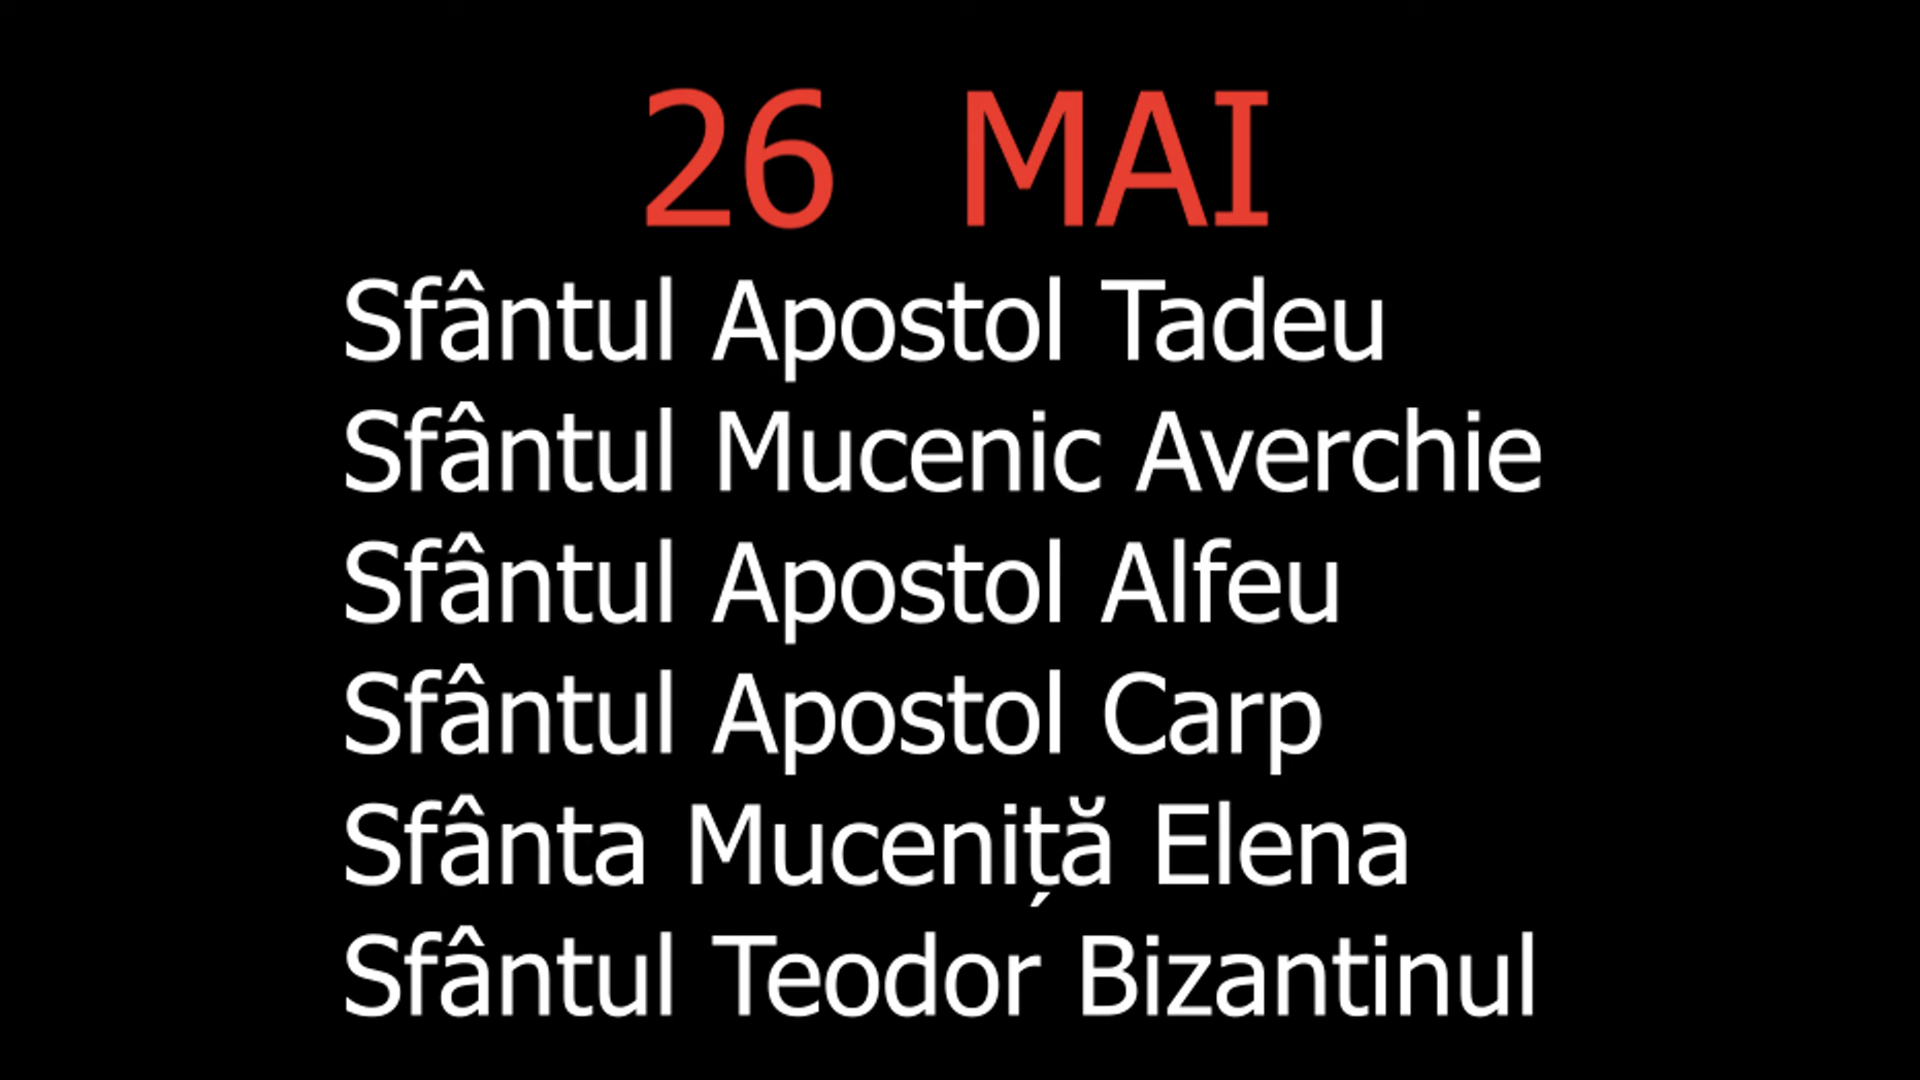 26 MAI
Sfântul Apostol Tadeu
Sfântul Mucenic Averchie
Sfântul Apostol Alfeu
Sfântul Apostol Carp
Sfânta Muceniță Elena
Sfântul Teodor Bizantinul